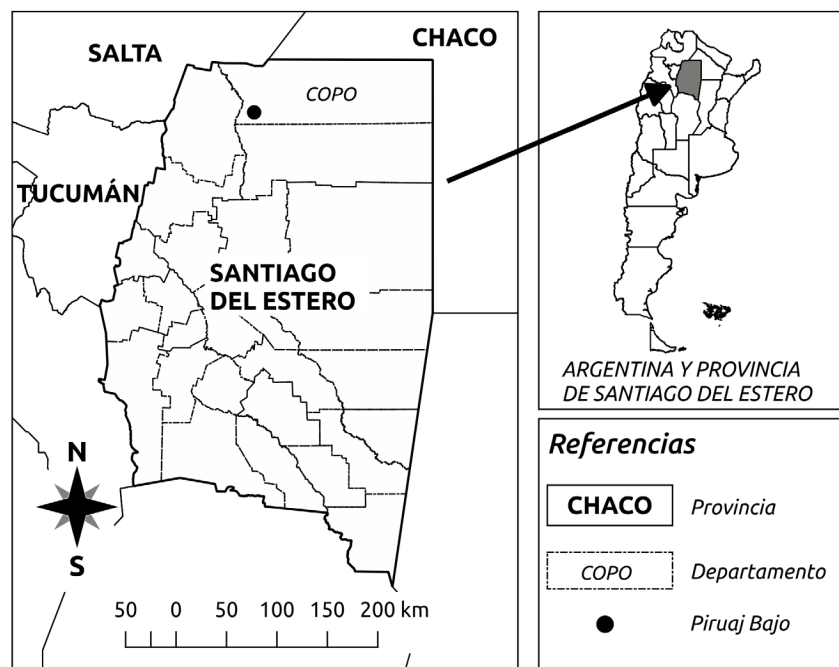 CHACO
SALTA
COPO
TUCUMÁN
SANTIAGO
DEL ESTERO
N
S
50 0 50 100 150 200 km
ARGENTINA Y PROVINCIA
DE SANTIAGO DEL ESTERO
Referencias
CHACO Provincia
COPO Departamento
Piruaj Bajo